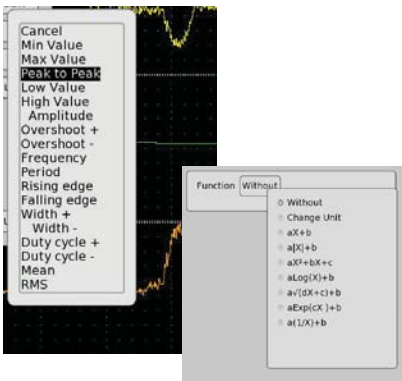 Cancel
Min Value
Max Value
Peak to Peak
Low Value
High Value
Amplitude
Overshoot +
Overshoot -
Frequency
Period
Rising edge
Falling edge
Width +
Width -
Duty cycle +
Duty cycle -
Mean
RMS
Function Without
Without
Change Unit
aX+b
a|X|+b
aX²+bX+c
aLog(X)+b
a√(dX+c)+b
aExp(cX )+b
a(1/X)+b